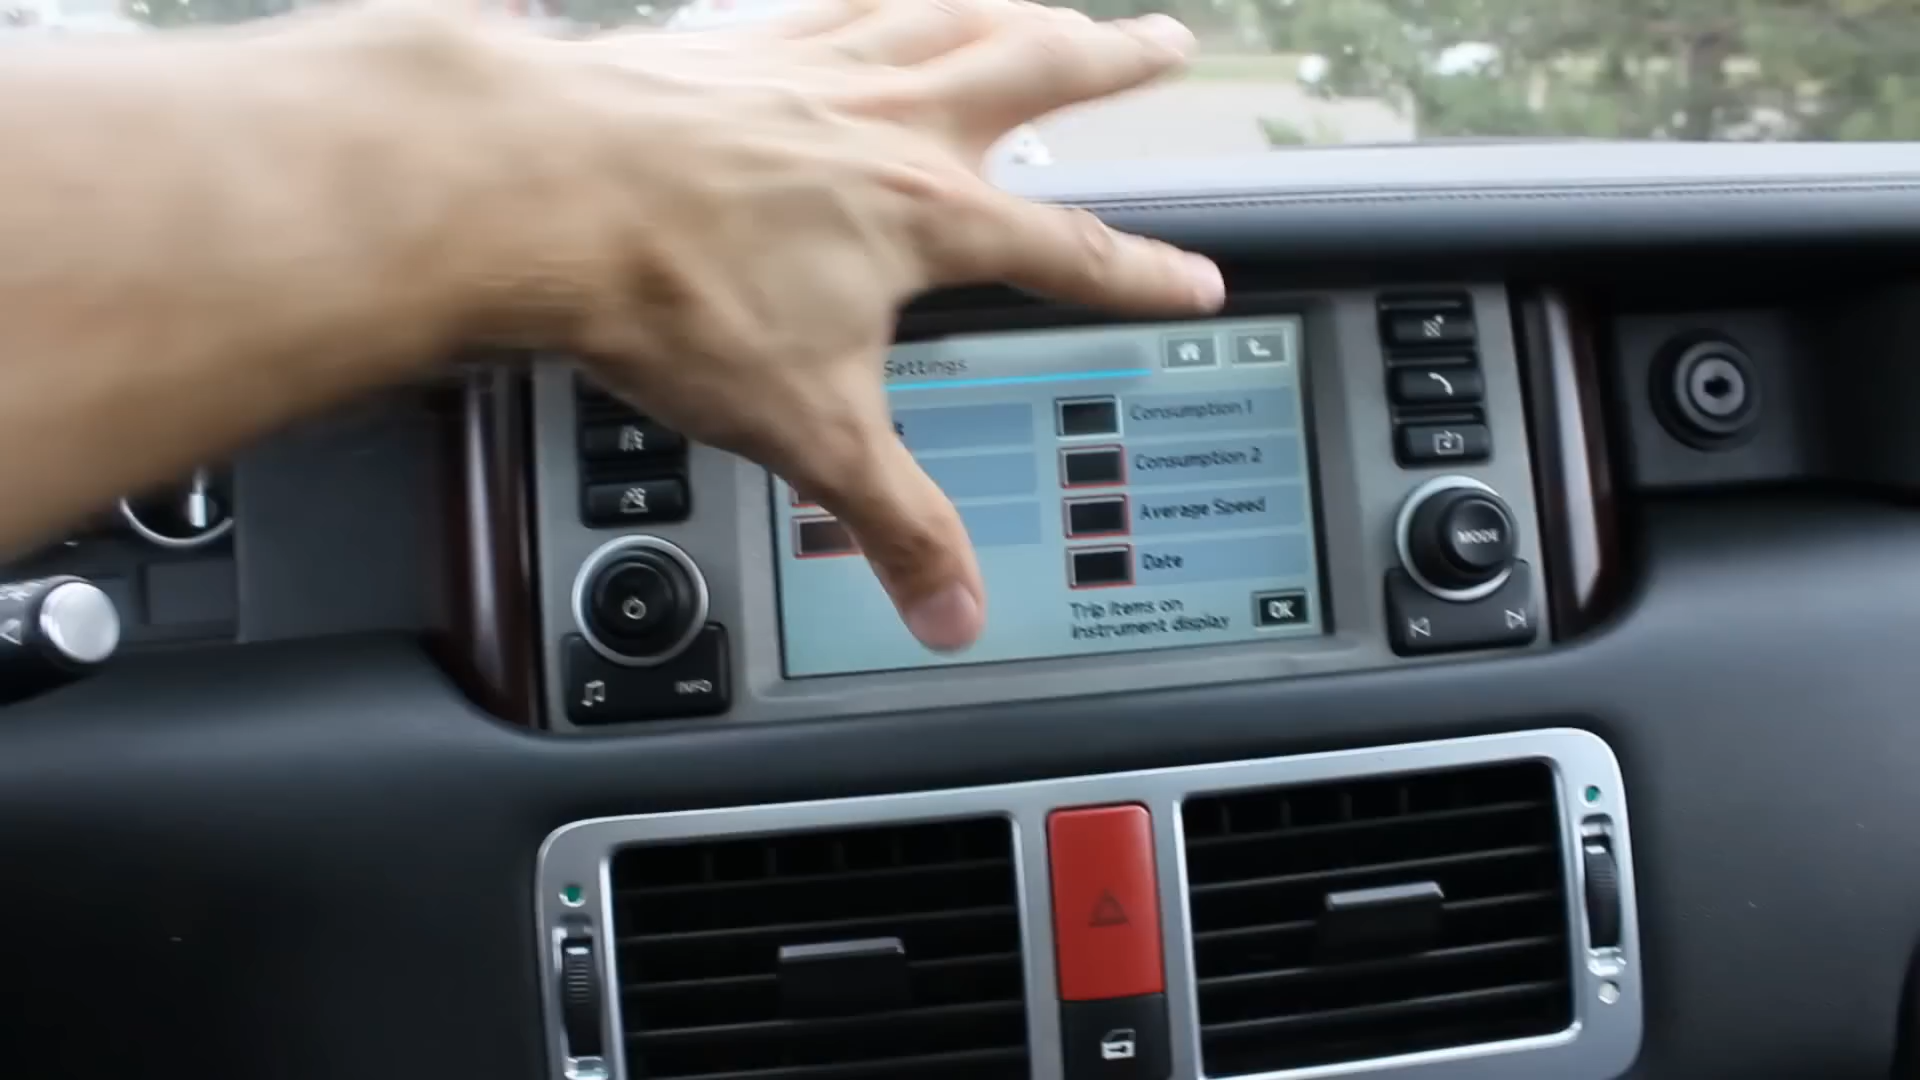 Settings
Consumption 1
Consumption 2
Average Speed
Date
Trip items on
instrument display
OK
MODE
INFO